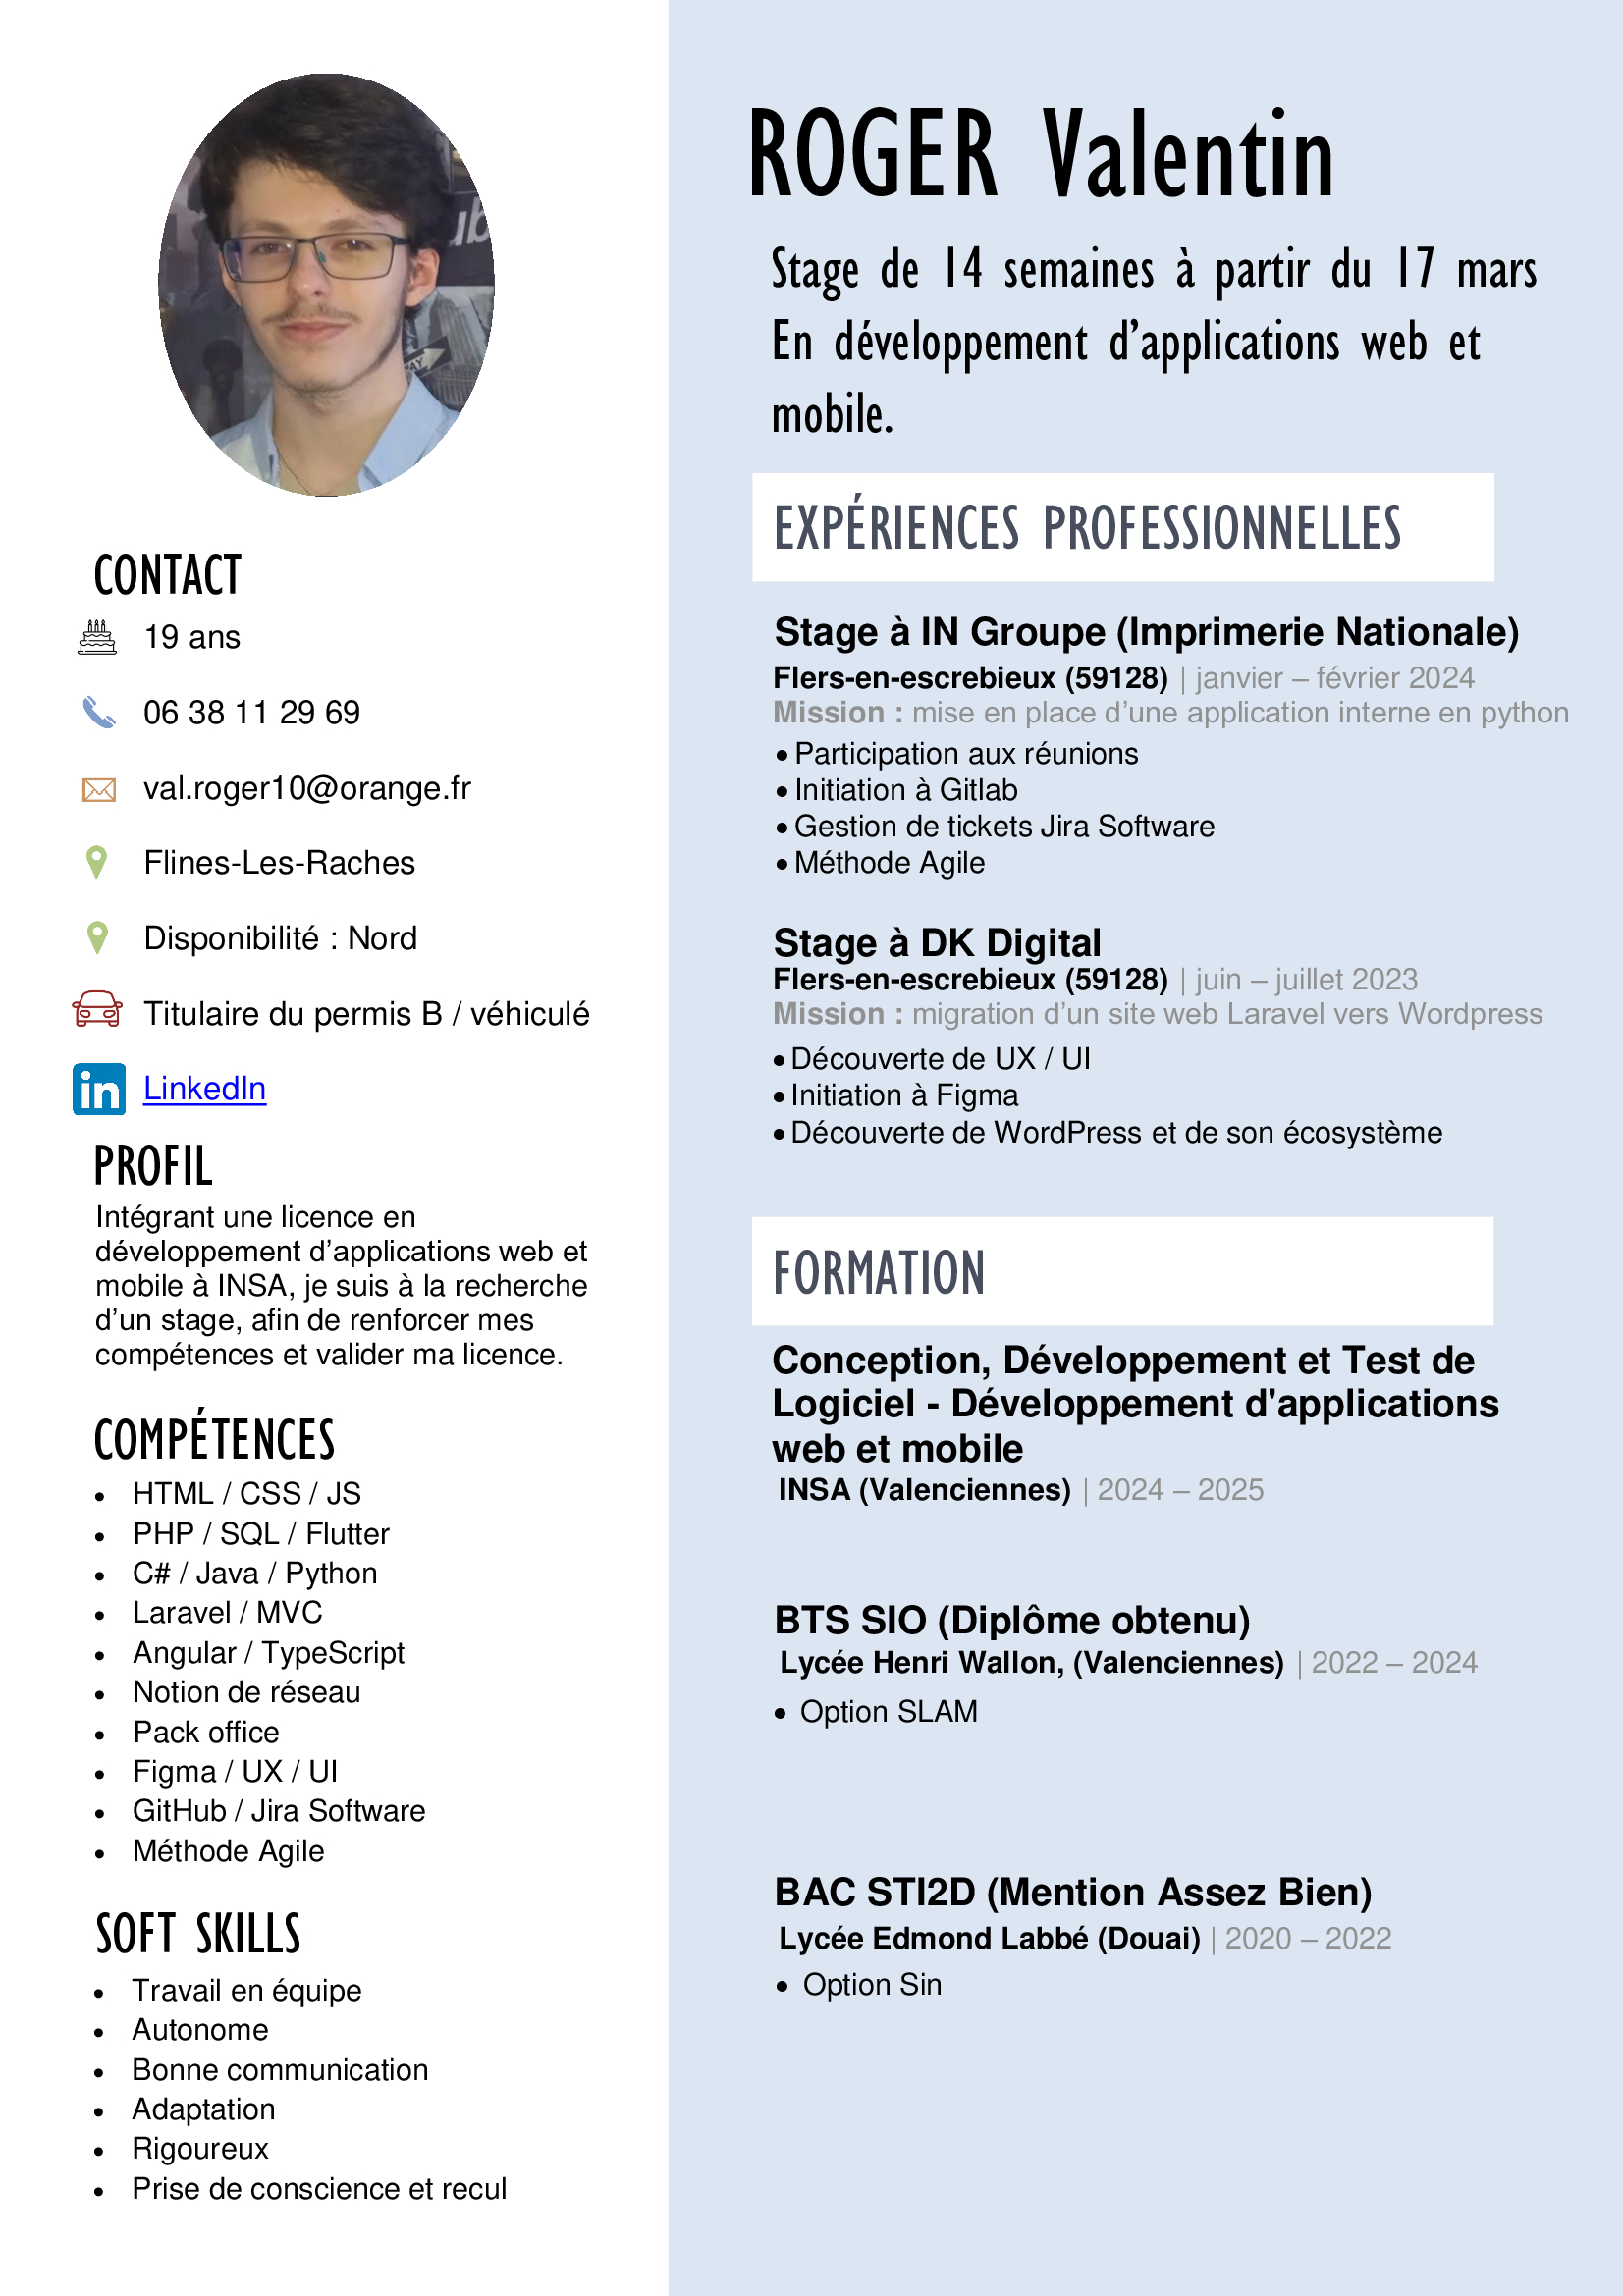 ROGER Valentin
Stage de 14 semaines à partir du 17 mars
En développement d’applications web et
mobile.
CONTACT
19 ans
06 38 11 29 69
val.roger10@orange.fr
Flines-Les-Raches
Disponibilité : Nord
Titulaire du permis B / véhiculé
in LinkedIn
PROFIL
Intégrant une licence en
développement d’applications web et
mobile à INSA, je suis à la recherche
d’un stage, afin de renforcer mes
compétences et valider ma licence.
COMPÉTENCES
• HTML / CSS / JS
• PHP / SQL / Flutter
• C# / Java / Python
• Laravel / MVC
• Angular / TypeScript
• Notion de réseau
• Pack office
• Figma / UX / UI
• GitHub / Jira Software
• Méthode Agile
SOFT SKILLS
• Travail en équipe
• Autonome
• Bonne communication
• Adaptation
• Rigoureux
• Prise de conscience et recul
EXPÉRIENCES PROFESSIONNELLES
Stage à IN Groupe (Imprimerie Nationale)
Flers-en-escrebieux (59128) | janvier – février 2024
Mission : mise en place d’une application interne en python
• Participation aux réunions
• Initiation à Gitlab
• Gestion de tickets Jira Software
• Méthode Agile
Stage à DK Digital
Flers-en-escrebieux (59128) | juin – juillet 2023
Mission : migration d’un site web Laravel vers Wordpress
• Découverte de UX / UI
• Initiation à Figma
• Découverte de WordPress et de son écosystème
FORMATION
Conception, Développement et Test de
Logiciel - Développement d'applications
web et mobile
INSA (Valenciennes) | 2024 – 2025
BTS SIO (Diplôme obtenu)
Lycée Henri Wallon, (Valenciennes) | 2022 – 2024
• Option SLAM
BAC STI2D (Mention Assez Bien)
Lycée Edmond Labbé (Douai) | 2020 – 2022
• Option Sin